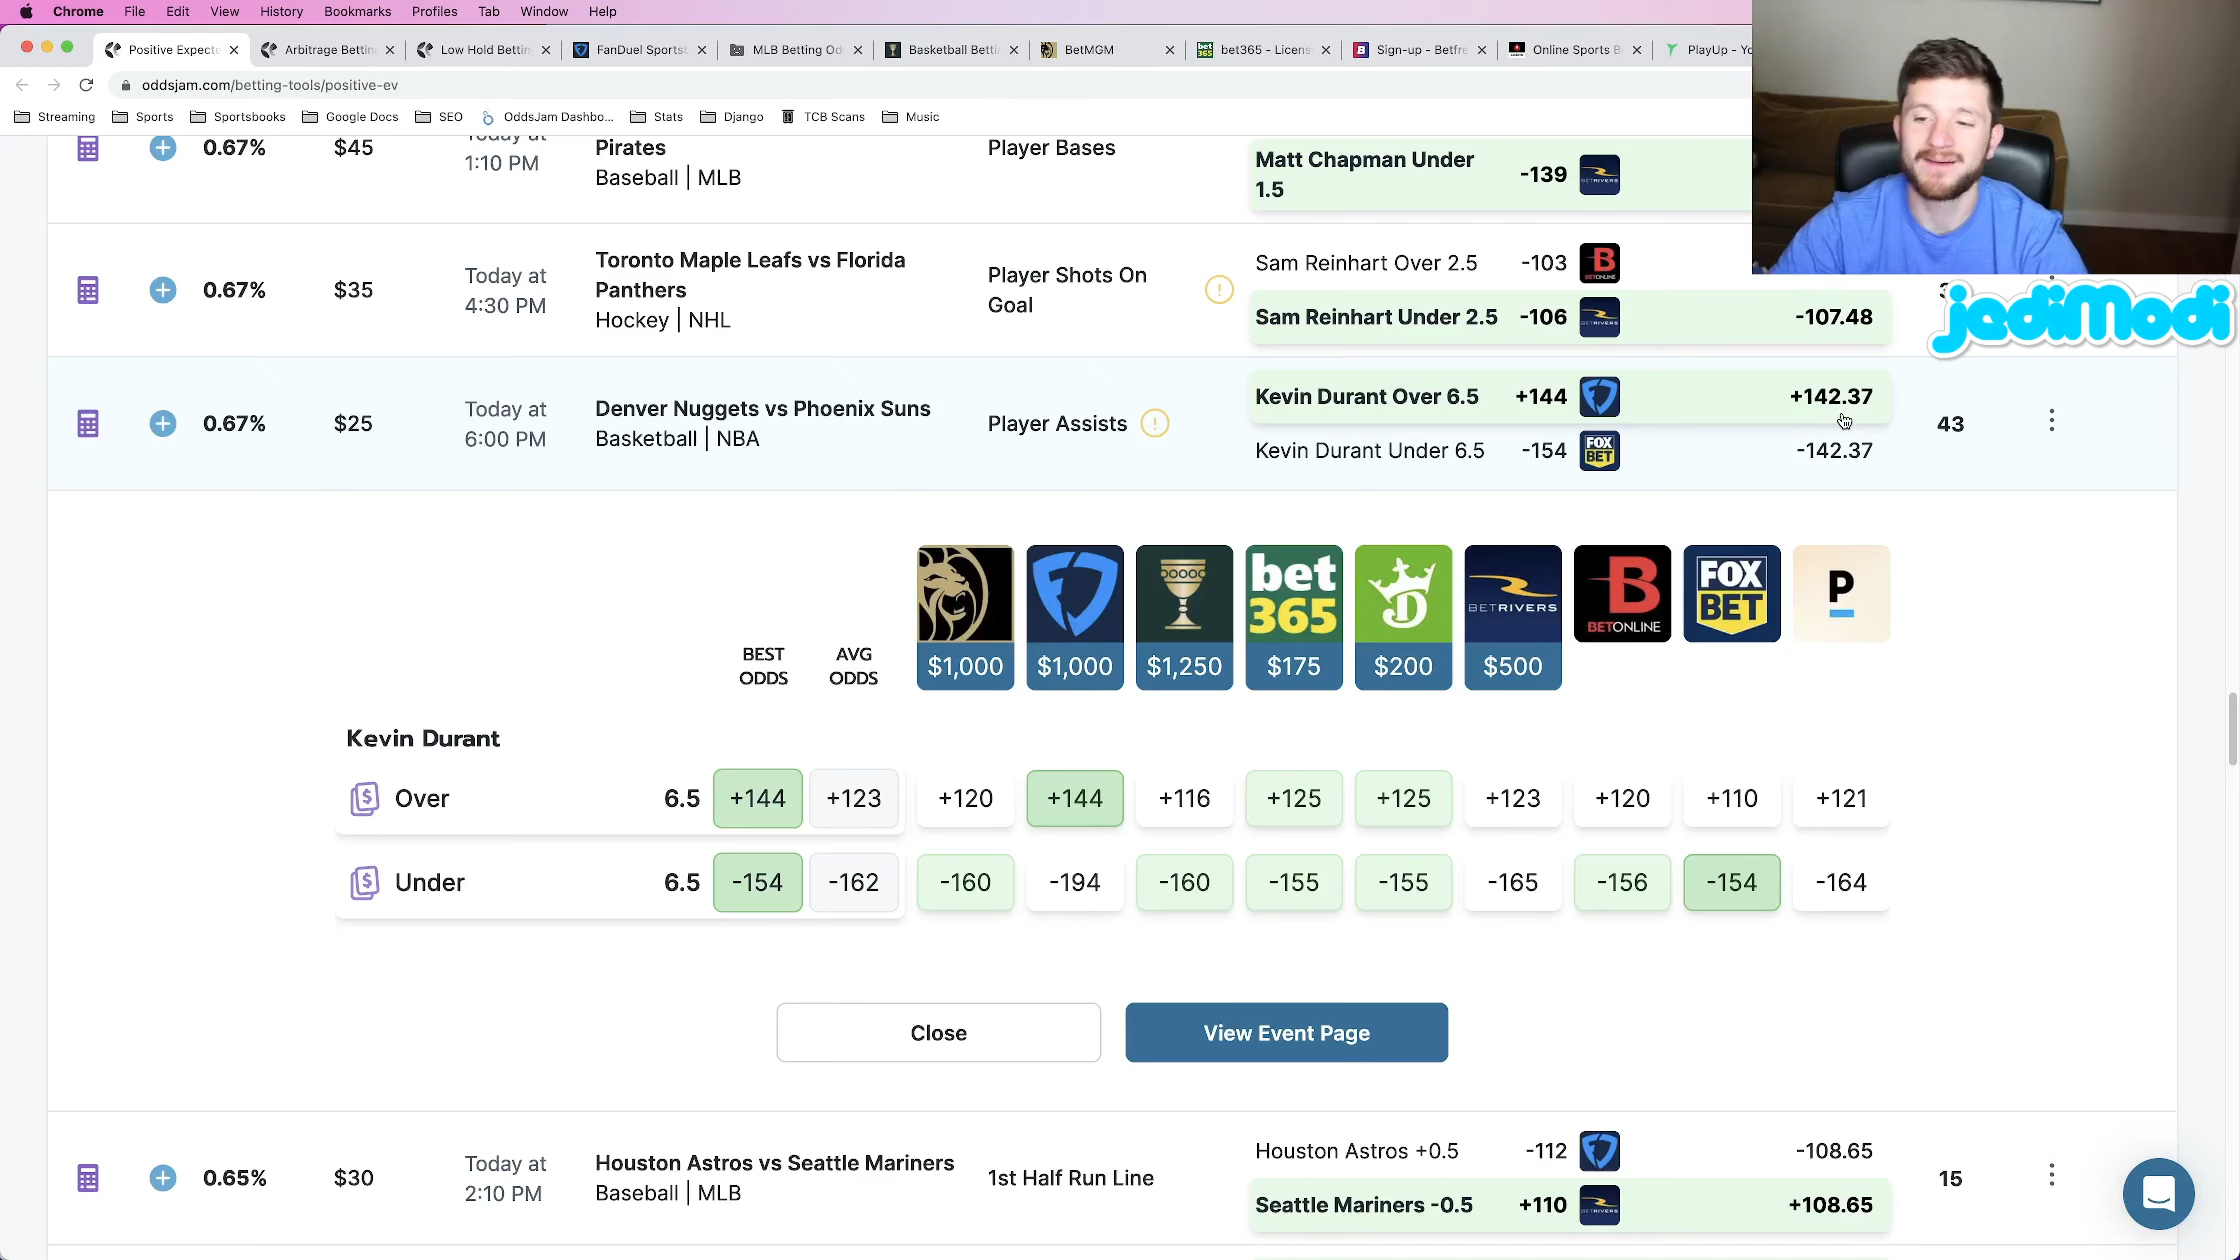 Chrome File Edit View History Bookmarks Profiles Tab Window Help
Positive Expecte Arbitrage Bettin Low Hold Bettin FanDuel Sportsb MLB Betting Od Basketball Betti BetMGM bet365 - Licens Sign-up - Betfre Online Sports B PlayUp - Yo
oddsjam.com/betting-tools/positive-ev
Streaming Sports Sportsbooks Google Docs SEO OddsJam Dashbo... Stats Django TCB Scans Music
0.67% $45 Today at 1:10 PM
Pirates
Baseball | MLB
Player Bases
Matt Chapman Under 1.5 -139 BETRIVERS
0.67% $35 Today at 4:30 PM
Toronto Maple Leafs vs Florida Panthers
Hockey | NHL
Player Shots On Goal
Sam Reinhart Over 2.5 -103 BETONLINE
Sam Reinhart Under 2.5 -106 BETRIVERS -107.48
jediModi
0.67% $25 Today at 6:00 PM
Denver Nuggets vs Phoenix Suns
Basketball | NBA
Player Assists
Kevin Durant Over 6.5 +144 +142.37
Kevin Durant Under 6.5 -154 FOX BET -142.37
43
BEST ODDS AVG ODDS
bet365 BETRIVERS BETONLINE FOX BET P
$1,000 $1,000 $1,250 $175 $200 $500
Kevin Durant
Over 6.5 +144 +123 +120 +144 +116 +125 +125 +123 +120 +110 +121
Under 6.5 -154 -162 -160 -194 -160 -155 -155 -165 -156 -154 -164
Close View Event Page
0.65% $30 Today at 2:10 PM
Houston Astros vs Seattle Mariners
Baseball | MLB
1st Half Run Line
Houston Astros +0.5 -112 -108.65
Seattle Mariners -0.5 +110 BETRIVERS +108.65
15